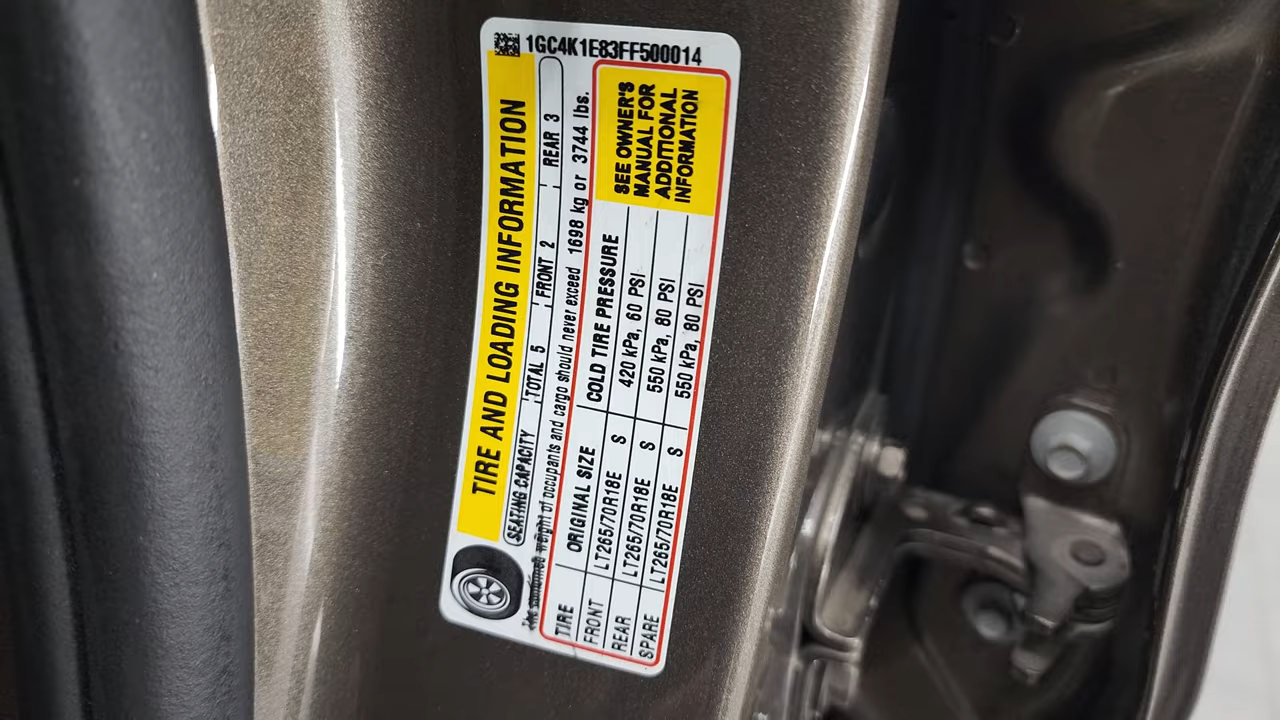 1GC4K1E83FF500014
TIRE AND LOADING INFORMATION
SEATING CAPACITY TOTAL 5 FRONT 2 REAR 3
The combined weight of occupants and cargo should never exceed 1698 kg or 3744 lbs.
TIRE ORIGINAL SIZE COLD TIRE PRESSURE
FRONT LT265/70R18E S 420 kPa, 60 PSI
REAR LT265/70R18E S 550 kPa, 80 PSI
SPARE LT265/70R18E S 550 kPa, 80 PSI
SEE OWNER'S
MANUAL FOR
ADDITIONAL
INFORMATION